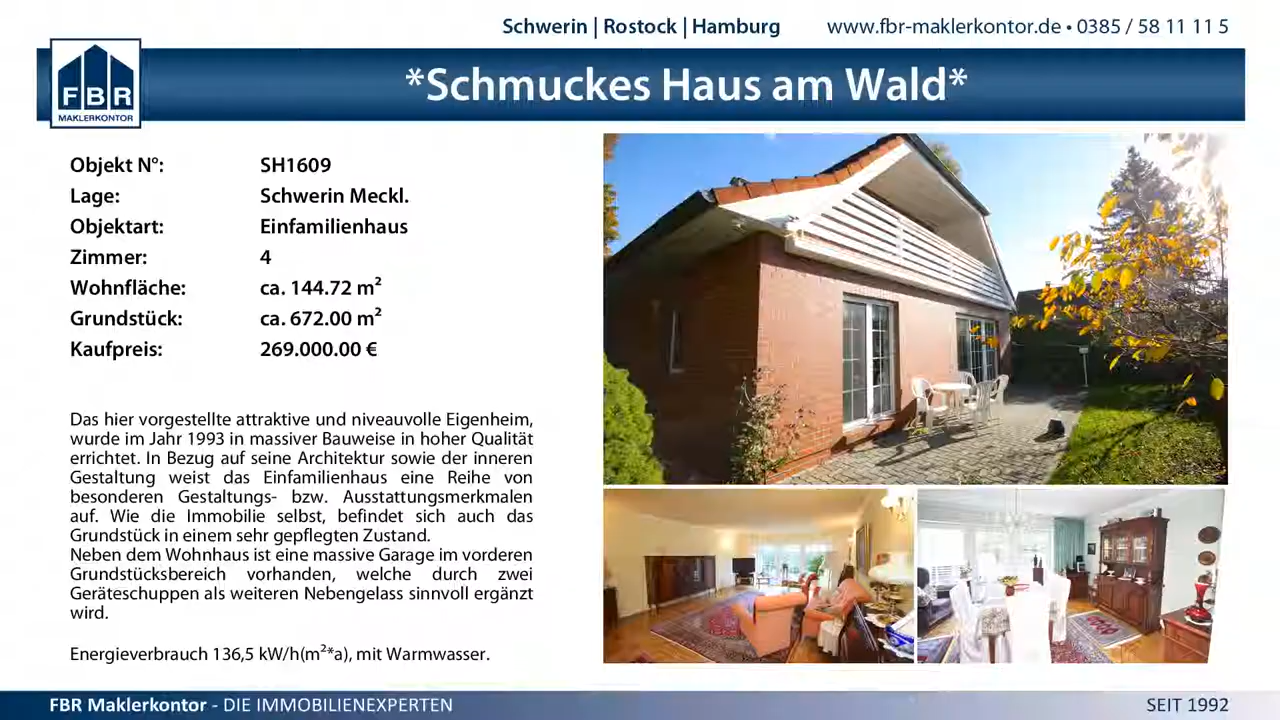 Schwerin | Rostock | Hamburg www.fbr-maklerkontor.de • 0385 / 58 11 11 5
FBR
MAKLERKONTOR
*Schmuckes Haus am Wald*
Objekt N°: SH1609
Lage: Schwerin Meckl.
Objektart: Einfamilienhaus
Zimmer: 4
Wohnfläche: ca. 144.72 m²
Grundstück: ca. 672.00 m²
Kaufpreis: 269.000.00 €
Das hier vorgestellte attraktive und niveauvolle Eigenheim,
wurde im Jahr 1993 in massiver Bauweise in hoher Qualität
errichtet. In Bezug auf seine Architektur sowie der inneren
Gestaltung weist das Einfamilienhaus eine Reihe von
besonderen Gestaltungs- bzw. Ausstattungsmerkmalen
auf. Wie die Immobilie selbst, befindet sich auch das
Grundstück in einem sehr gepflegten Zustand.
Neben dem Wohnhaus ist eine massive Garage im vorderen
Grundstücksbereich vorhanden, welche durch zwei
Geräteschuppen als weiteren Nebengelass sinnvoll ergänzt
wird.
Energieverbrauch 136,5 kW/h(m²*a), mit Warmwasser.
FBR Maklerkontor - DIE IMMOBILIENEXPERTEN SEIT 1992